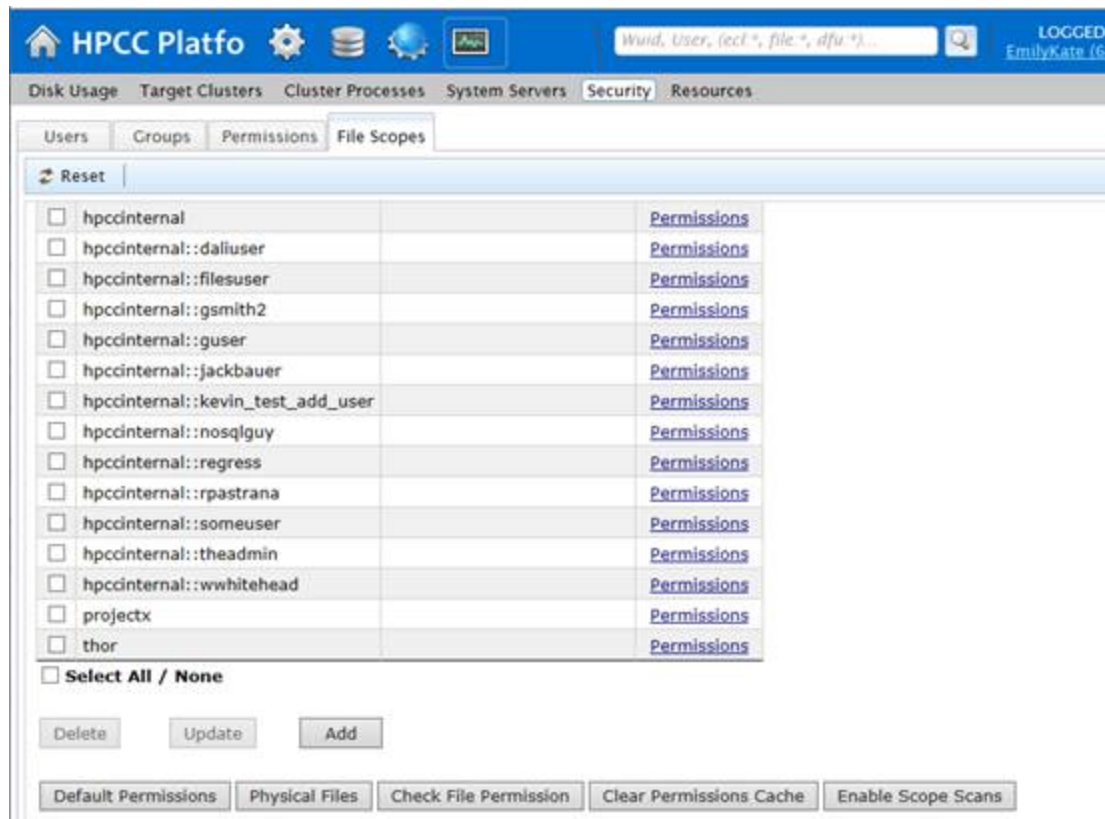 HPCC Platfo
Wuid, User, (ecl:*, file:*, dfu:*)...
LOGGED
EmilyKate (6
Disk Usage Target Clusters Cluster Processes System Servers Security Resources
Users Groups Permissions File Scopes
Reset
hpccinternal Permissions
hpccinternal::daliuser Permissions
hpccinternal::filesuser Permissions
hpccinternal::gsmith2 Permissions
hpccinternal::guser Permissions
hpccinternal::jackbauer Permissions
hpccinternal::kevin_test_add_user Permissions
hpccinternal::nosqlguy Permissions
hpccinternal::regress Permissions
hpccinternal::rpastrana Permissions
hpccinternal::someuser Permissions
hpccinternal::theadmin Permissions
hpccinternal::wwhitehead Permissions
projectx Permissions
thor Permissions
Select All / None
Delete Update Add
Default Permissions Physical Files Check File Permission Clear Permissions Cache Enable Scope Scans